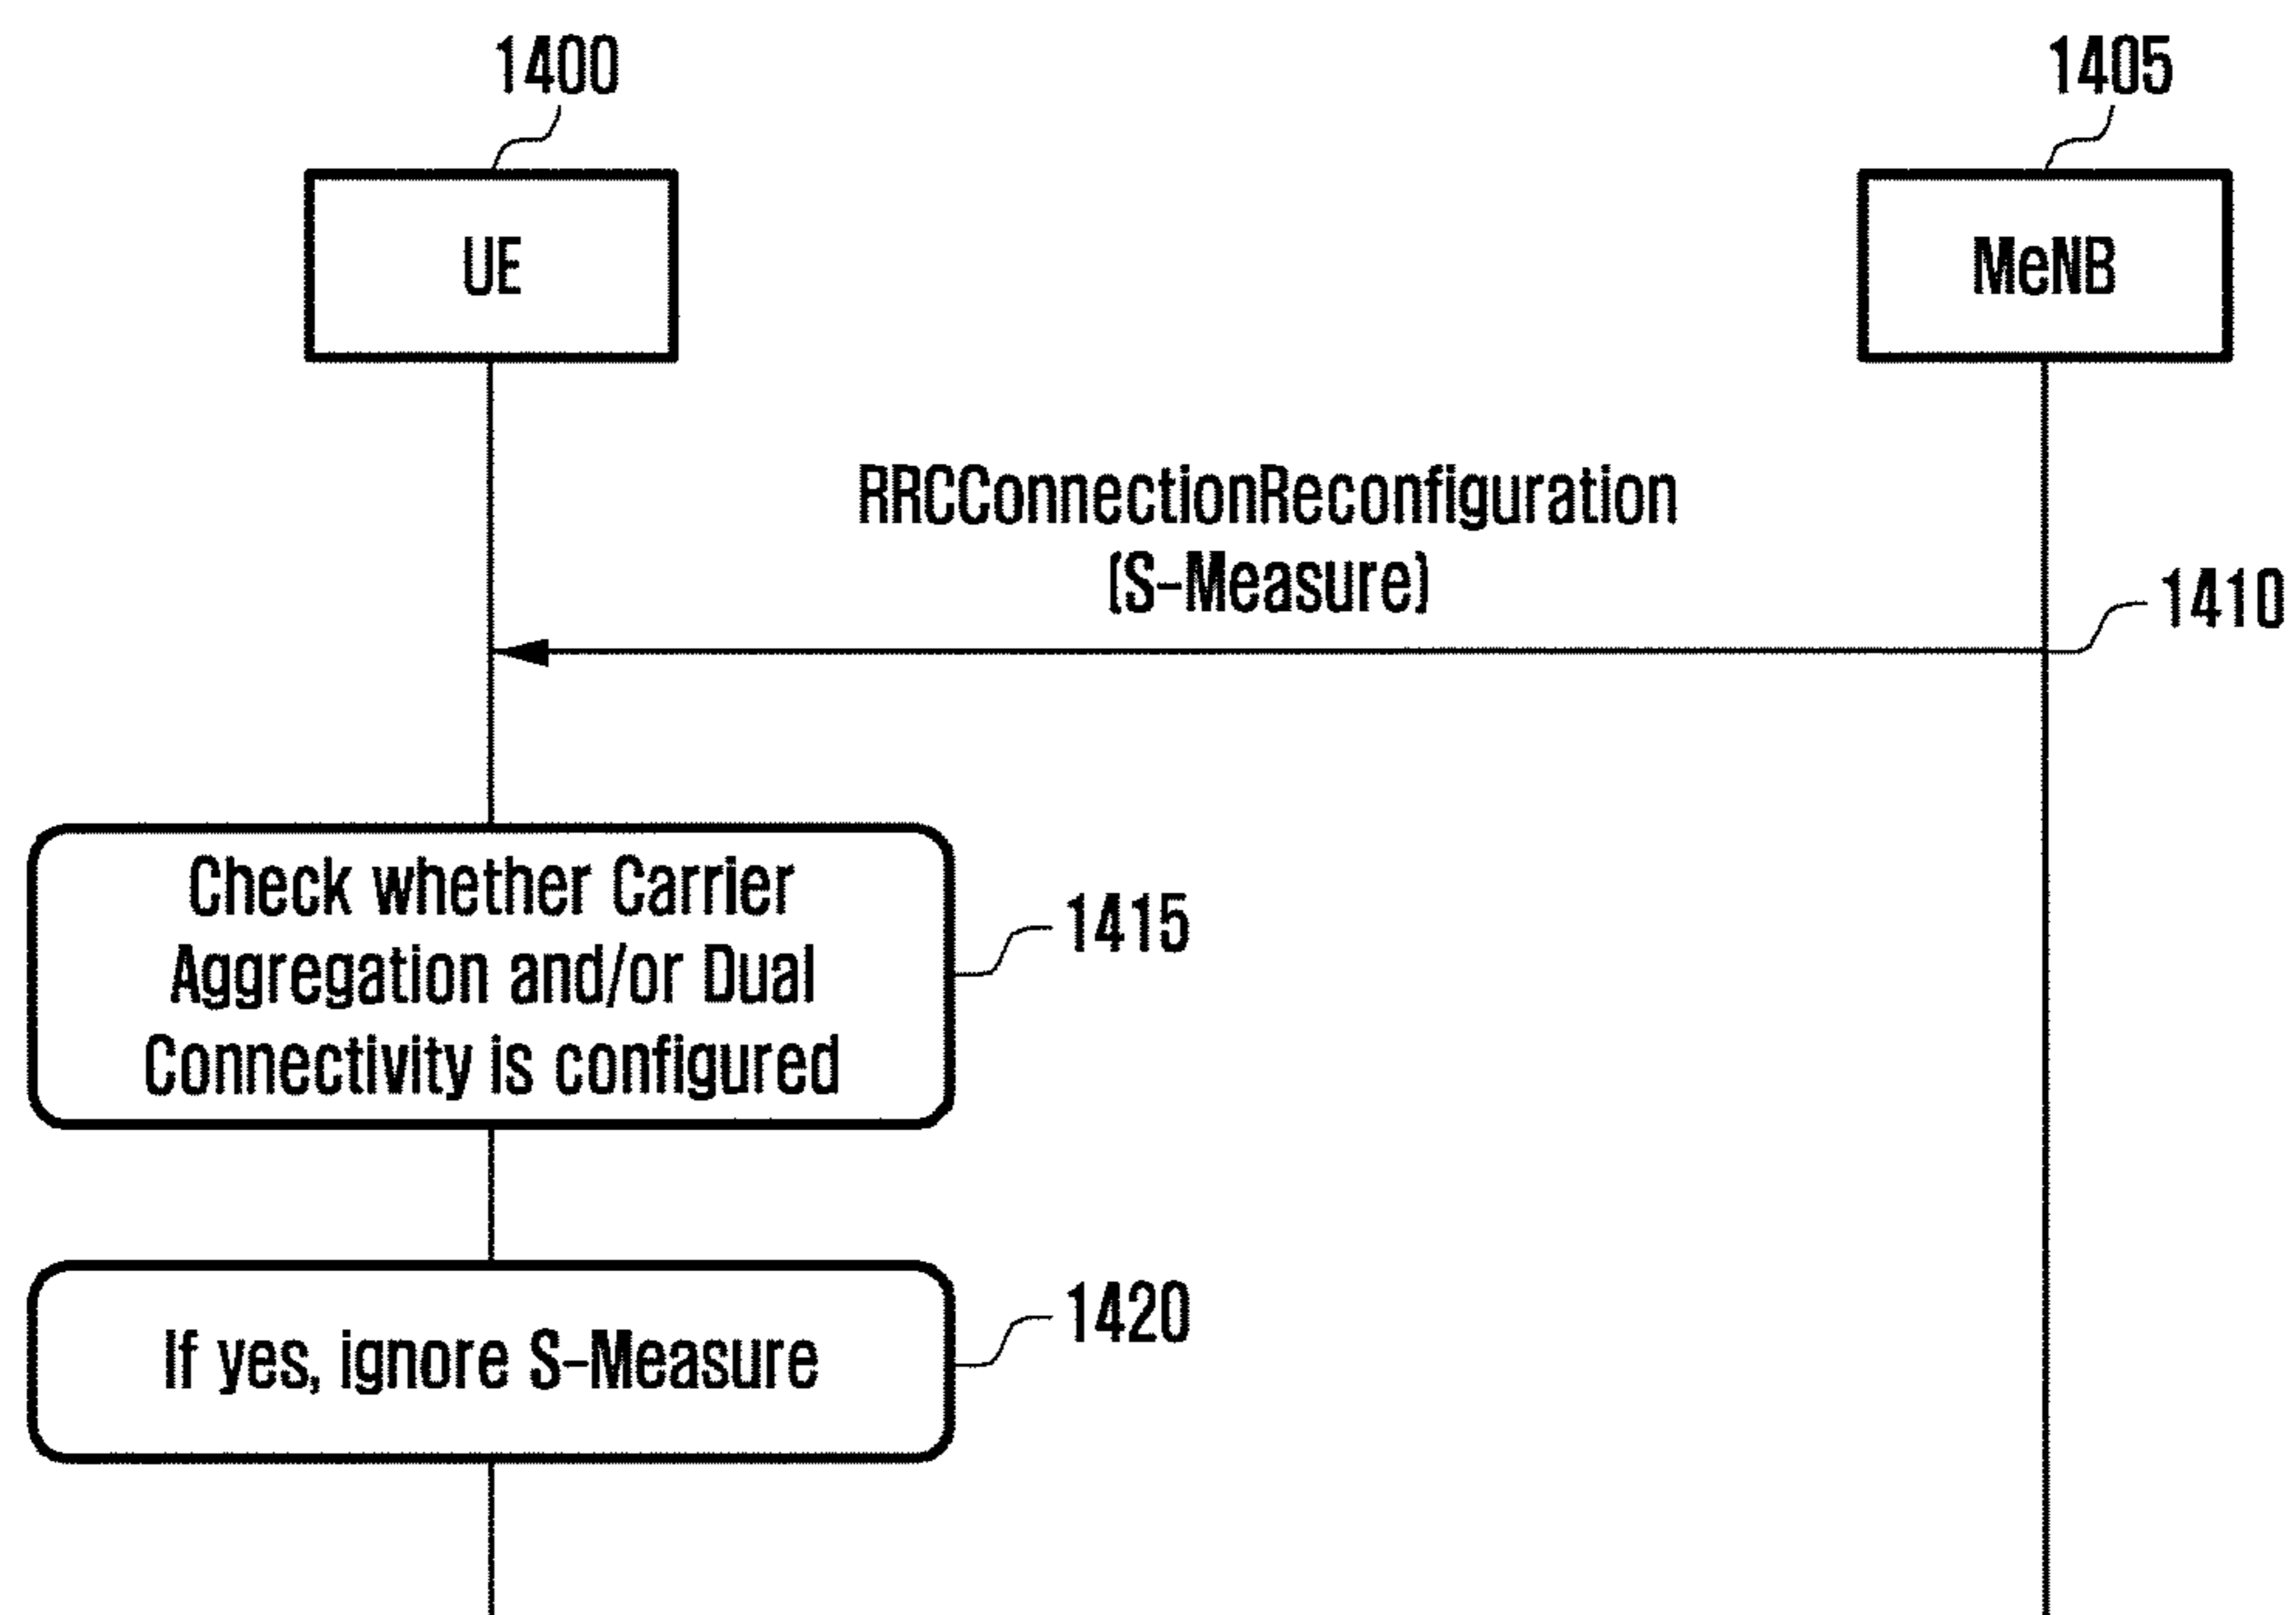 1400
1405
UE
MeNB
RRCConnectionReconfiguration
(S-Measure)
1410
Check whether Carrier
Aggregation and/or Dual
Connectivity is configured
1415
If yes, ignore S-Measure
1420